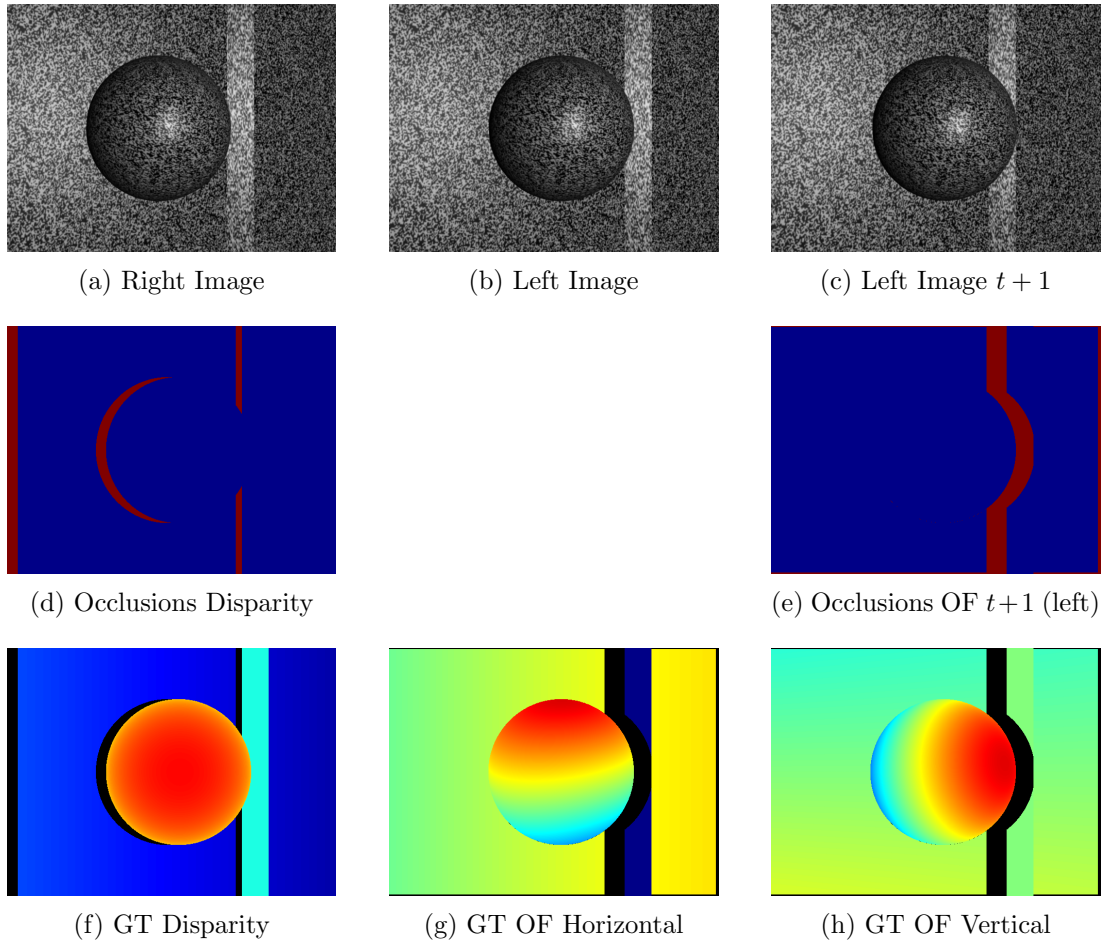 (a) Right Image
(b) Left Image
(c) Left Image t + 1
(d) Occlusions Disparity
(e) Occlusions OF t+1 (left)
(f) GT Disparity
(g) GT OF Horizontal
(h) GT OF Vertical